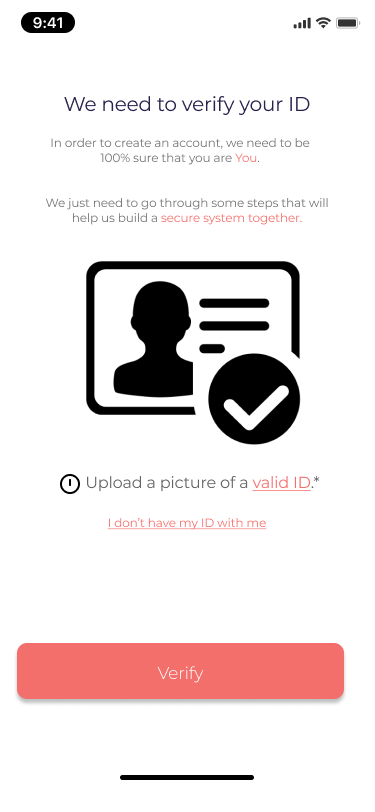 9:41
We need to verify your ID
In order to create an account, we need to be
100% sure that you are You.
We just need to go through some steps that will
help us build a secure system together.
Upload a picture of a valid ID.*
I don't have my ID with me
Verify